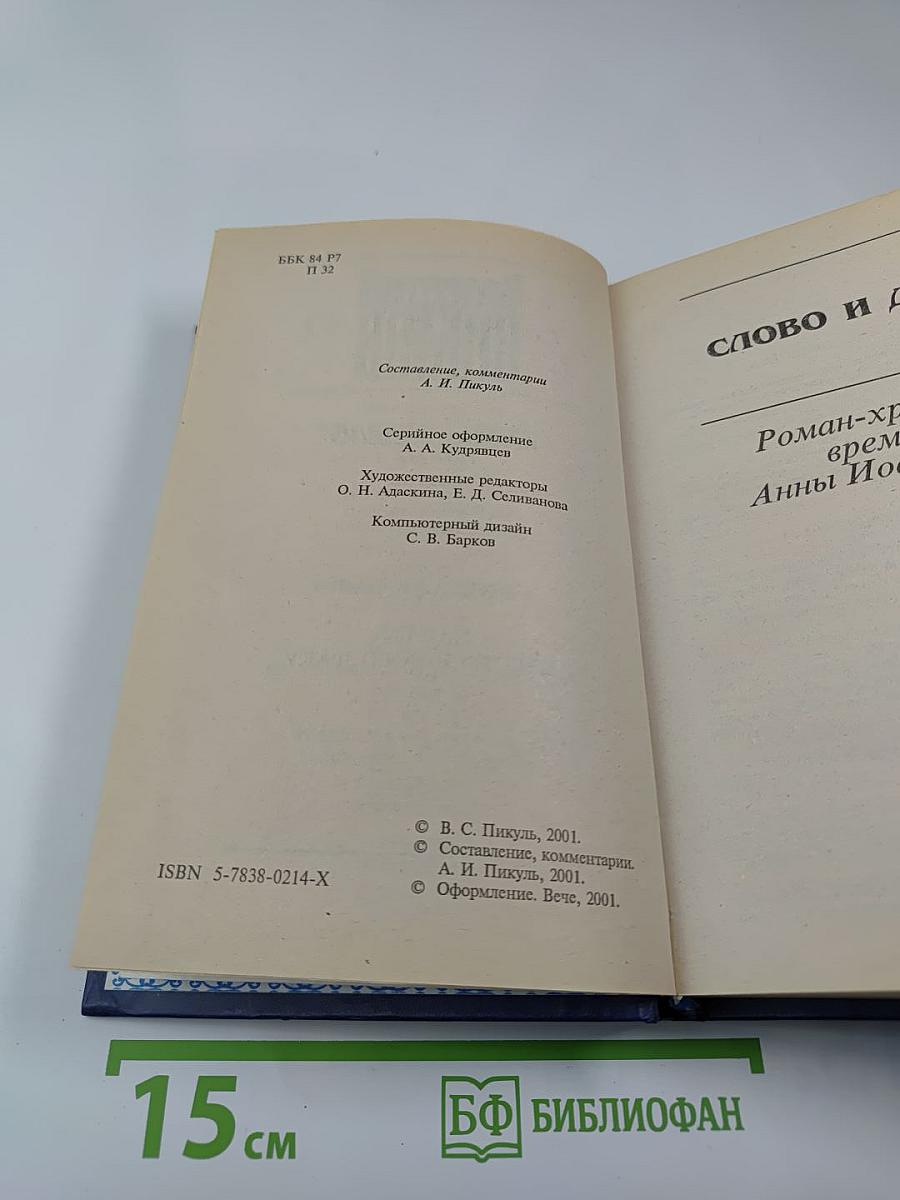 ББК 84 Р7
П 32
Составление, комментарии
А. И. Пикуль
Серийное оформление
А. А. Кудрявцев
Художественные редакторы
О. Н. Адаскина, Е. Д. Селиванова
Компьютерный дизайн
С. В. Барков
ISBN 5-7838-0214-X
© В. С. Пикуль, 2001.
© Составление, комментарии.
А. И. Пикуль, 2001.
© Оформление. Вече, 2001.
СЛОВО И
Роман-хр
врем
Анны Ио
15 см
БФ БИБЛИОФАН